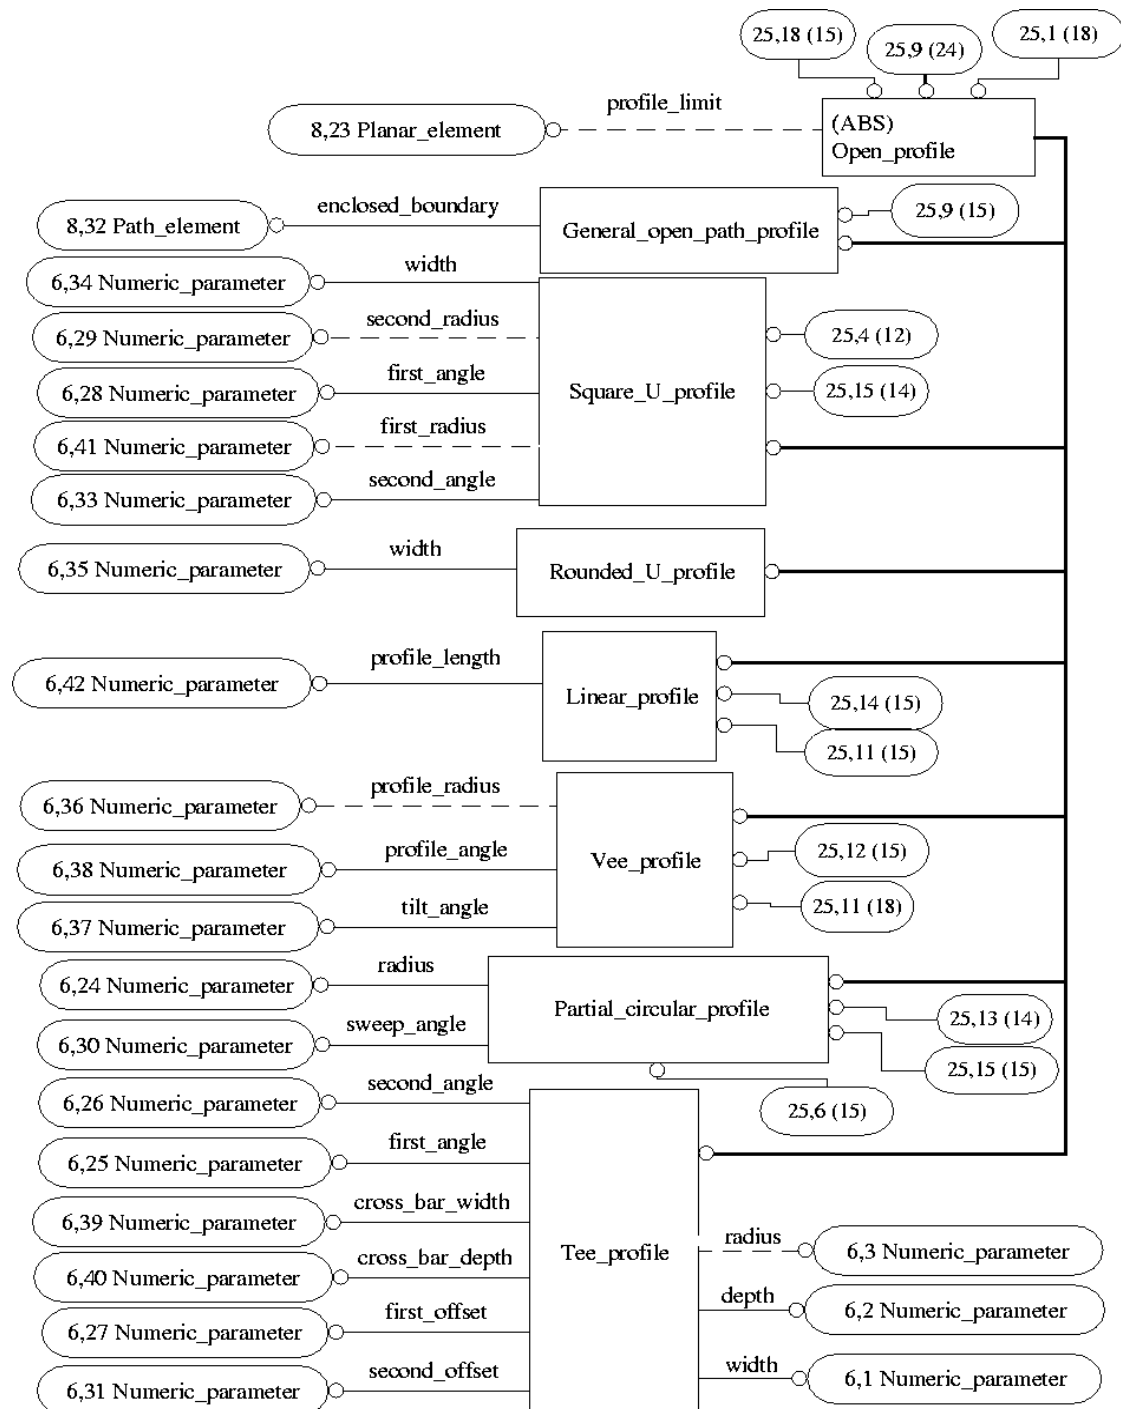 25,18 (15)
25,9 (24)
25,1 (18)
profile_limit
8,23 Planar_element
(ABS)
Open_profile
enclosed_boundary
8,32 Path_element
General_open_path_profile
25,9 (15)
width
6,34 Numeric_parameter
second_radius
6,29 Numeric_parameter
25,4 (12)
first_angle
6,28 Numeric_parameter
Square_U_profile
25,15 (14)
first_radius
6,41 Numeric_parameter
second_angle
6,33 Numeric_parameter
width
6,35 Numeric_parameter
Rounded_U_profile
profile_length
6,42 Numeric_parameter
Linear_profile
25,14 (15)
25,11 (15)
profile_radius
6,36 Numeric_parameter
profile_angle
6,38 Numeric_parameter
Vee_profile
25,12 (15)
tilt_angle
6,37 Numeric_parameter
25,11 (18)
radius
6,24 Numeric_parameter
Partial_circular_profile
25,13 (14)
sweep_angle
6,30 Numeric_parameter
25,15 (15)
second_angle
6,26 Numeric_parameter
25,6 (15)
first_angle
6,25 Numeric_parameter
cross_bar_width
6,39 Numeric_parameter
Tee_profile
radius
6,3 Numeric_parameter
cross_bar_depth
6,40 Numeric_parameter
depth
6,2 Numeric_parameter
first_offset
6,27 Numeric_parameter
width
6,1 Numeric_parameter
second_offset
6,31 Numeric_parameter